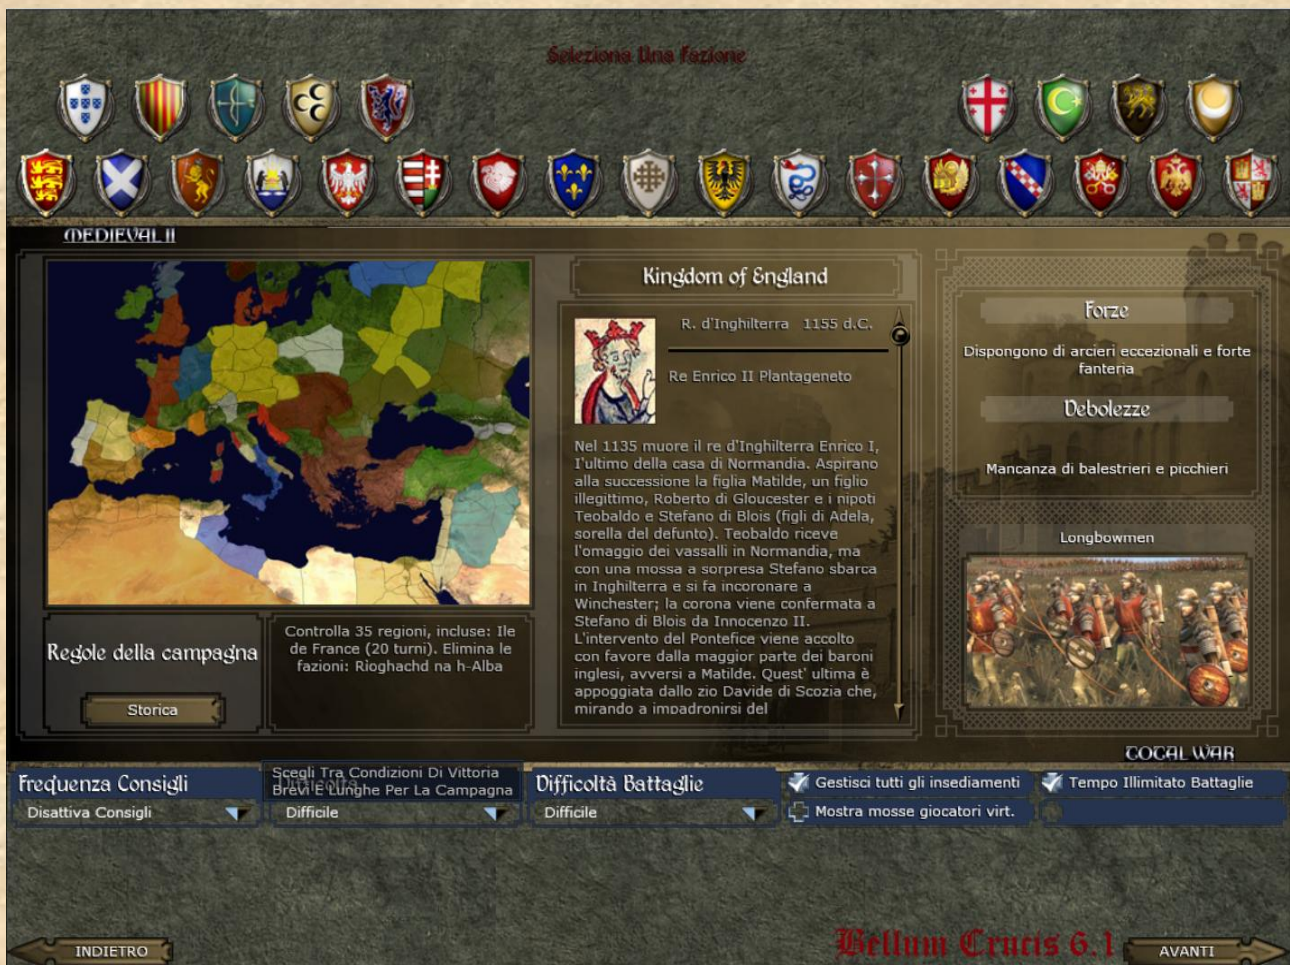 Seleziona Una Fazione
MEDIEVAL II
Kingdom of England
R. d'Inghilterra 1155 d.C.
Re Enrico II Plantageneto
Nel 1135 muore il re d'Inghilterra Enrico I,
l'ultimo della casa di Normandia. Aspirano
alla successione la figlia Matilde, un figlio
illegittimo, Roberto di Gloucester e i nipoti
Teobaldo e Stefano di Blois (figli di Adela,
sorella del defunto). Teobaldo riceve
l'omaggio dei vassalli in Normandia, ma
con una mossa a sorpresa Stefano sbarca
in Inghilterra e si fa incoronare a
Winchester; la corona viene confermata a
Stefano di Blois da Innocenzo II.
L'intervento del Pontefice viene accolto
con favore dalla maggior parte dei baroni
inglesi, avversi a Matilde. Quest' ultima è
appoggiata dallo zio Davide di Scozia che,
mirando a impadronirsi del
Forze
Dispongono di arcieri eccezionali e forte
fanteria
Debolezze
Mancanza di balestrieri e picchieri
Longbowmen
Regole della campagna
Storica
Controlla 35 regioni, incluse: Ile
de France (20 turni). Elimina le
fazioni: Rioghachd na h-Alba
TOTAL WAR
Frequenza Consigli
Disattiva Consigli
Scegli Tra Condizioni Di Vittoria
Brevi E Lunghe Per La Campagna
Difficoltà
Difficile
Difficoltà Battaglie
Difficile
Gestisci tutti gli insediamenti
Mostra mosse giocatori virt.
Tempo Illimitato Battaglie
INDIETRO
Bellum Crucis 6.1
AVANTI